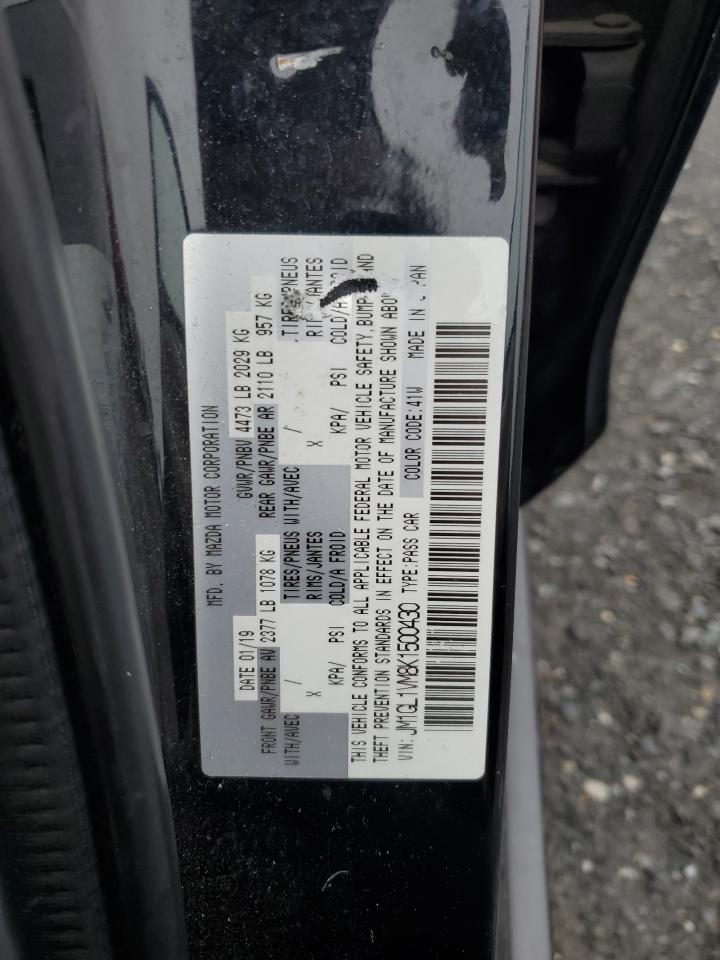 MFD. BY MAZDA MOTOR CORPORATION
DATE 01/19 GVWR/PNBV 4473 LB 2029 KG
FRONT GAWR/PNBE AV 2377 LB 1078 KG REAR GAWR/PNBE AR 2110 LB 957 KG
WITH/AVEC / TIRES/PNEUS WITH/AVEC / TIRES/PNEUS
X RIMS/JANTES X
KPA/ PSI COLD/A FROID KPA/ PSI
THIS VEHICLE CONFORMS TO ALL APPLICABLE FEDERAL MOTOR VEHICLE SAFETY,
THEFT PREVENTION STANDARDS IN EFFECT ON THE DATE OF MANUFACTURE SHOWN
VIN: JM1GL1VM8K1500430 TYPE:PASS CAR COLOR CODE:41W MADE IN